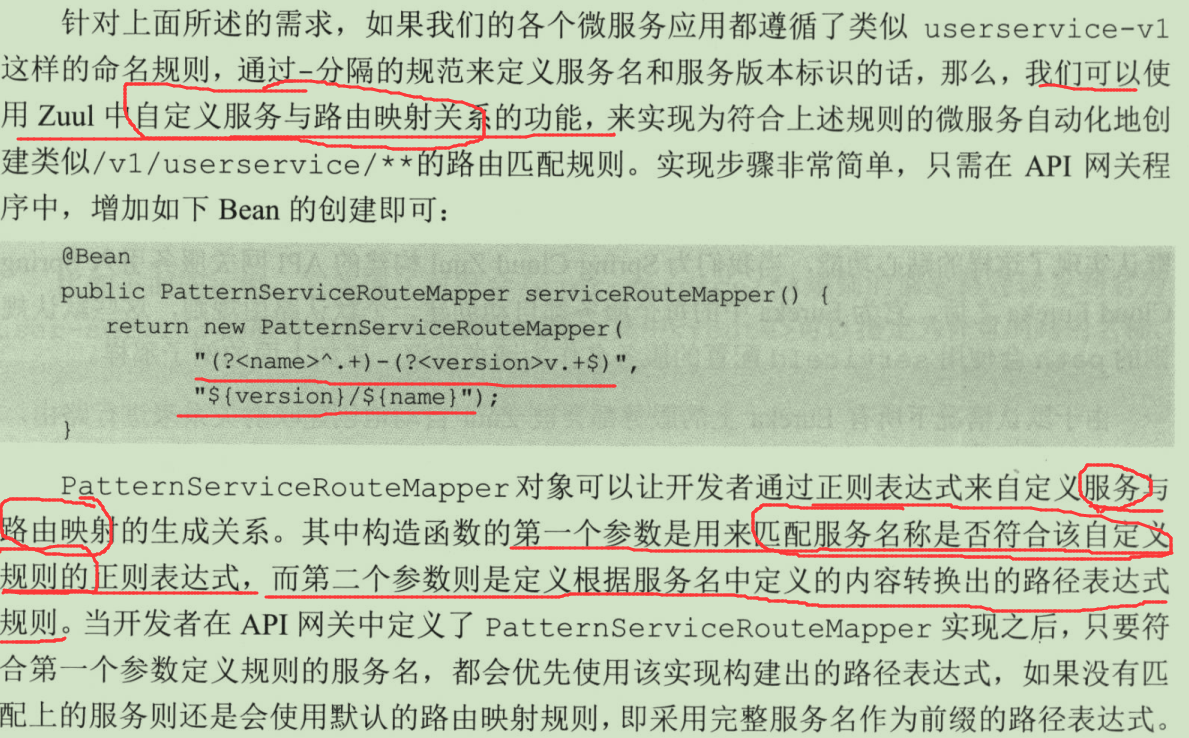 针对上面所述的需求，如果我们的各个微服务应用都遵循了类似 userservice-v1
这样的命名规则，通过-分隔的规范来定义服务名和服务版本标识的话，那么，我们可以使
用 Zuul 中自定义服务与路由映射关系的功能，来实现为符合上述规则的微服务自动化地创
建类似/v1/userservice/**的路由匹配规则。实现步骤非常简单，只需在 API 网关程
序中，增加如下 Bean 的创建即可：
@Bean
public PatternServiceRouteMapper serviceRouteMapper() {
return new PatternServiceRouteMapper(
"(?<name>^.+)-(?<version>v.+$)",
"${version}/${name}");
}
PatternServiceRouteMapper 对象可以让开发者通过正则表达式来自定义服务与
路由映射的生成关系。其中构造函数的第一个参数是用来匹配服务名称是否符合该自定义
规则的正则表达式，而第二个参数则是定义根据服务名中定义的内容转换出的路径表达式
规则。当开发者在 API 网关中定义了 PatternServiceRouteMapper 实现之后，只要符
合第一个参数定义规则的服务名，都会优先使用该实现构建出的路径表达式，如果没有匹
配上的服务则还是会使用默认的路由映射规则，即采用完整服务名作为前缀的路径表达式。